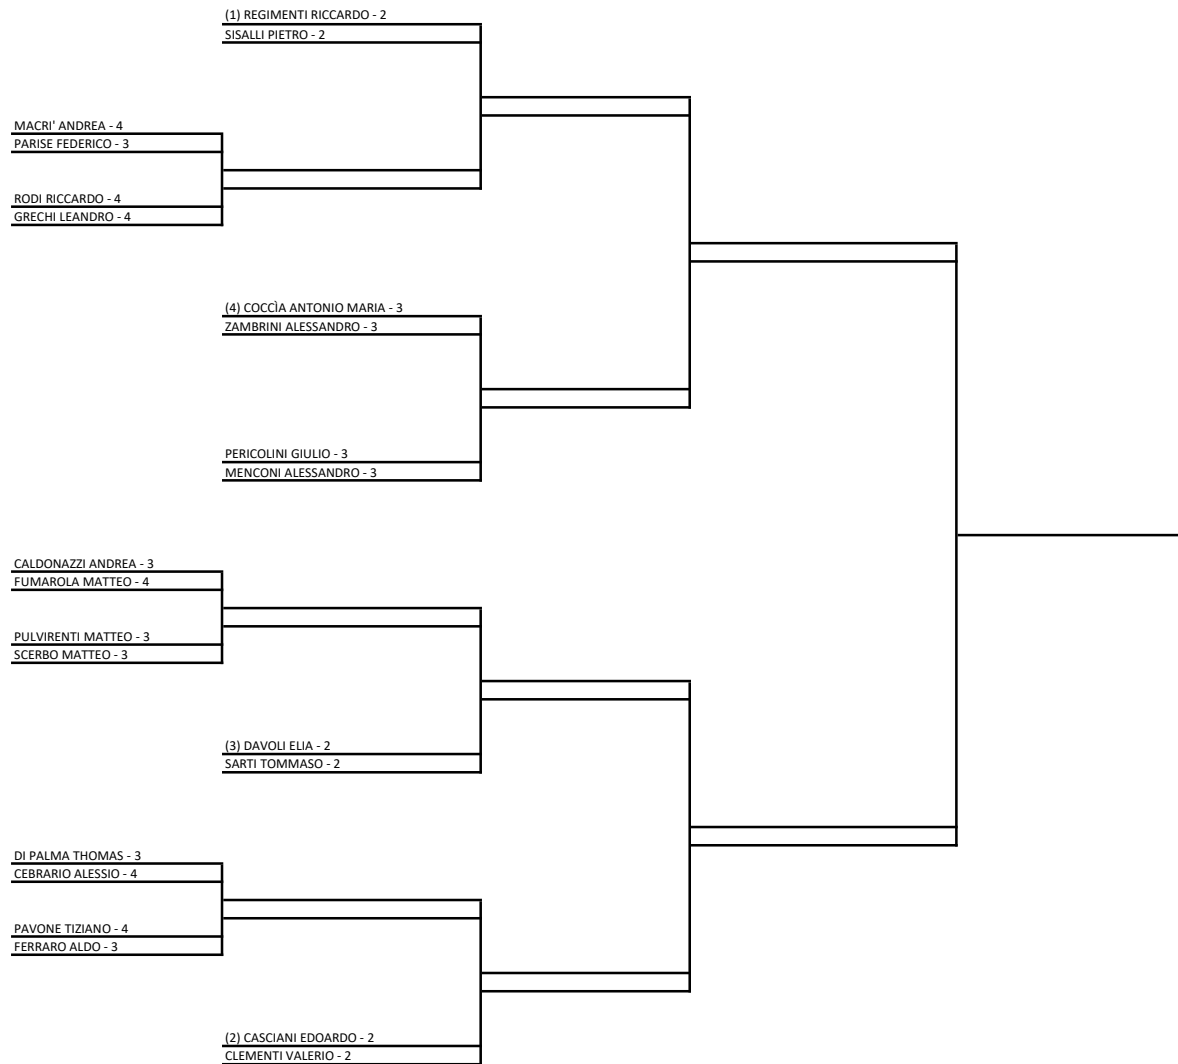 (1) REGIMENTI RICCARDO - 2
SISALLI PIETRO - 2
MACRI' ANDREA - 4
PARISE FEDERICO - 3
RODI RICCARDO - 4
GRECHI LEANDRO - 4
(4) COCCÌA ANTONIO MARIA - 3
ZAMBRINI ALESSANDRO - 3
PERICOLINI GIULIO - 3
MENCONI ALESSANDRO - 3
CALDONAZZI ANDREA - 3
FUMAROLA MATTEO - 4
PULVIRENTI MATTEO - 3
SCERBO MATTEO - 3
(3) DAVOLI ELIA - 2
SARTI TOMMASO - 2
DI PALMA THOMAS - 3
CEBRARIO ALESSIO - 4
PAVONE TIZIANO - 4
FERRARO ALDO - 3
(2) CASCIANI EDOARDO - 2
CLEMENTI VALERIO - 2